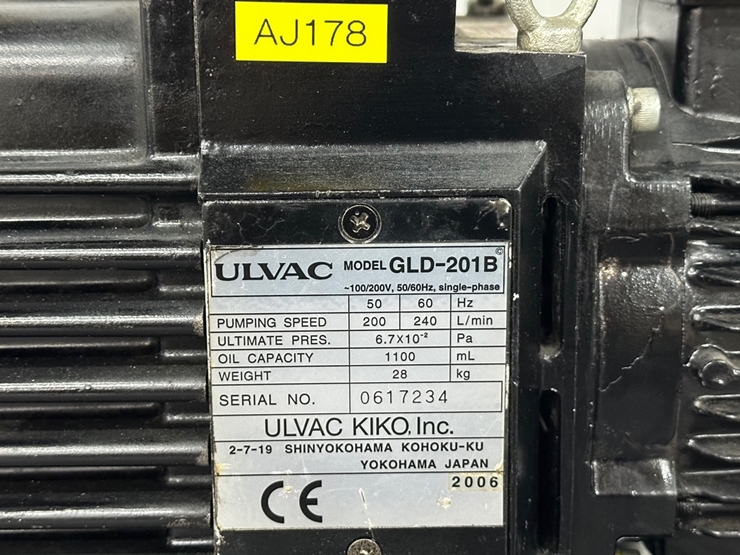 AJ178
ULVAC MODEL GLD-201B ©
~100/200V, 50/60Hz, single-phase
50 60 Hz
PUMPING SPEED 200 240 L/min
ULTIMATE PRES. 6.7X10⁻² Pa
OIL CAPACITY 1100 mL
WEIGHT 28 kg
SERIAL NO. 0617234
ULVAC KIKO, Inc.
2-7-19 SHINYOKOHAMA KOHOKU-KU
YOKOHAMA JAPAN
2006
CE